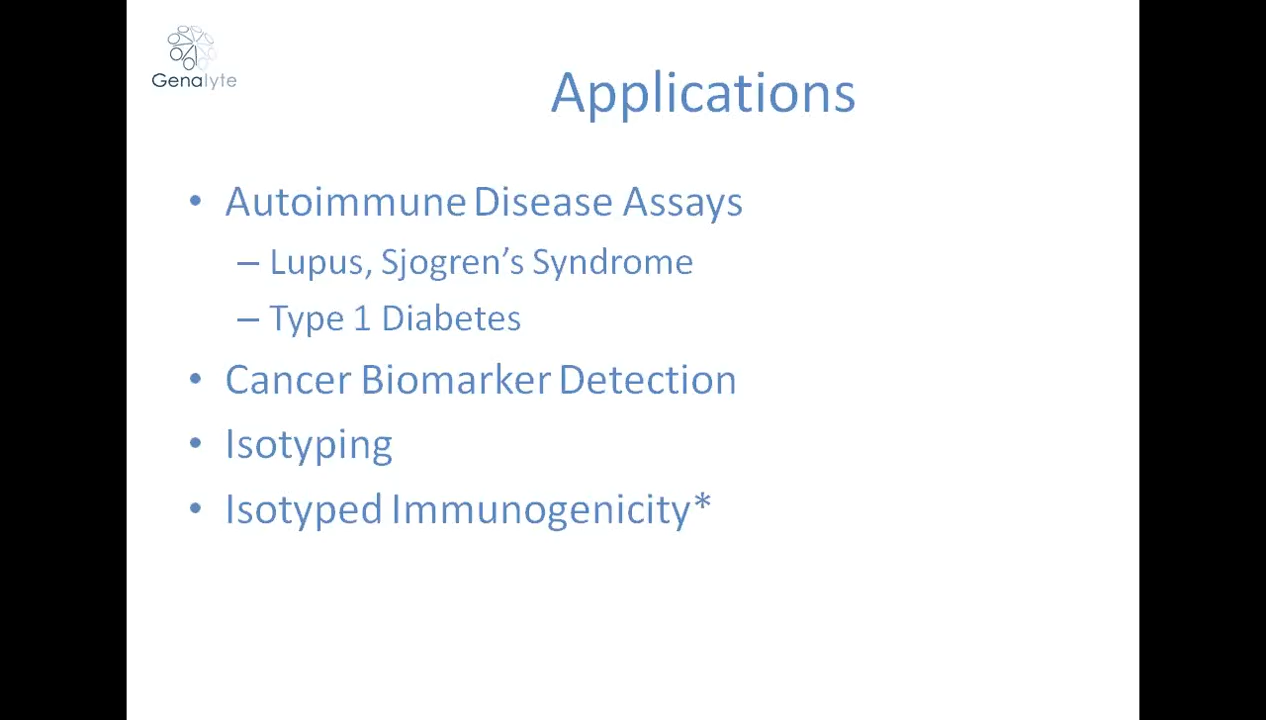 Genalyte
Applications
• Autoimmune Disease Assays
– Lupus, Sjogren’s Syndrome
– Type 1 Diabetes
• Cancer Biomarker Detection
• Isotyping
• Isotyped Immunogenicity*